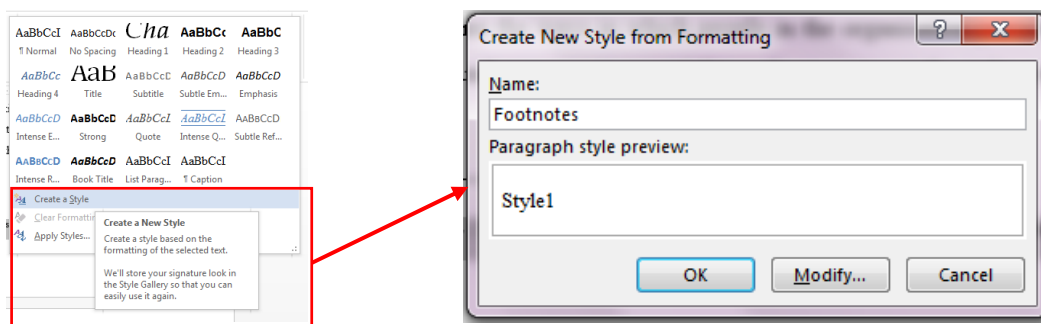 AaBbCcI AaBbCcDc Cha AaBbCc AaBbC
¶ Normal No Spacing Heading 1 Heading 2 Heading 3
AaBbCc AaB AaBbCcD AaBbCcD AaBbCcD
Heading 4 Title Subtitle Subtle Em... Emphasis
AaBbCcD AaBbCcD AaBbCcI AaBbCcI AABBCCD
Intense E... Strong Quote Intense Q... Subtle Ref...
AABBCCD AaBbCcD AaBbCcI AaBbCcI
Intense R... Book Title List Parag... ¶ Caption
Create a Style
Clear Formattin
Apply Styles...
Create a New Style
Create a style based on the
formatting of the selected text.
We'll store your signature look in
the Style Gallery so that you can
easily use it again.
Create New Style from Formatting
Name:
Footnotes
Paragraph style preview:
Style1
OK Modify... Cancel